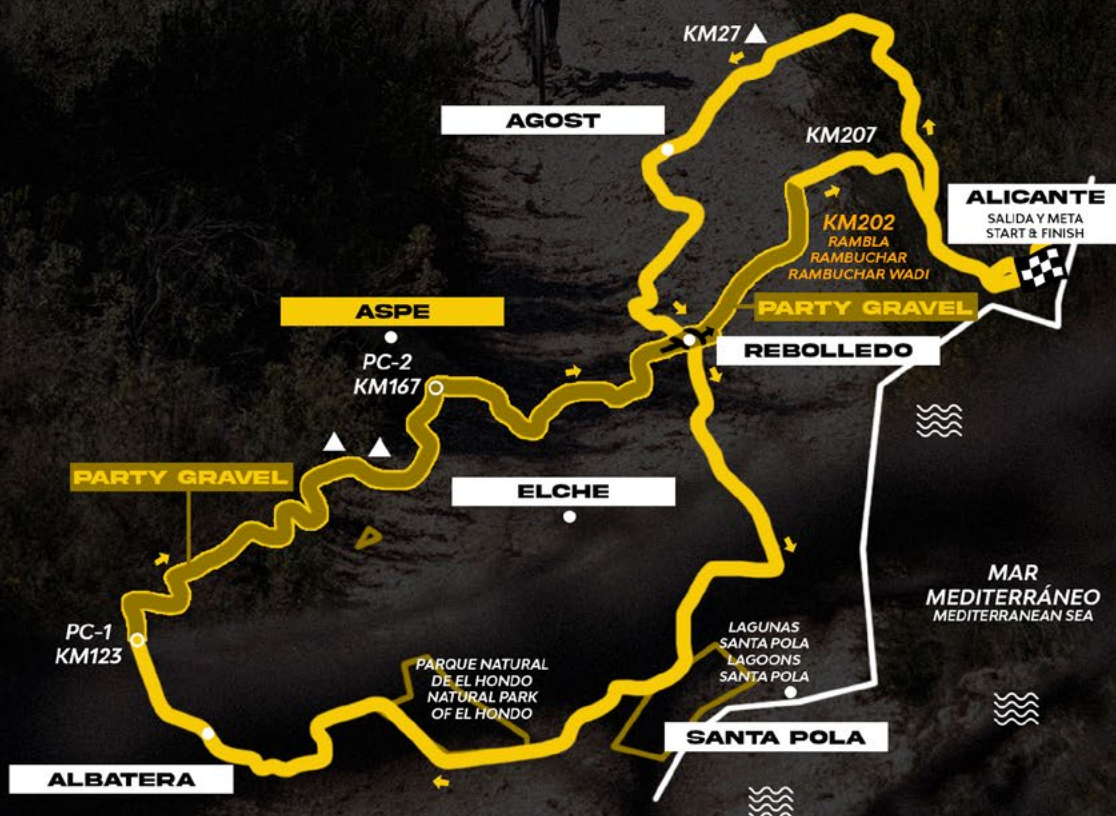 KM27
AGOST
KM207
ALICANTE
SALIDA Y META
START & FINISH
KM202
RAMBLA
RAMBUCHAR
RAMBUCHAR WADI
ASPE
PARTY GRAVEL
PC-2
KM167
REBOLLEDO
PARTY GRAVEL
ELCHE
MAR
MEDITERRÁNEO
MEDITERRANEAN SEA
PC-1
KM123
LAGUNAS
SANTA POLA
LAGOONS
SANTA POLA
PARQUE NATURAL
DE EL HONDO
NATURAL PARK
OF EL HONDO
SANTA POLA
ALBATERA